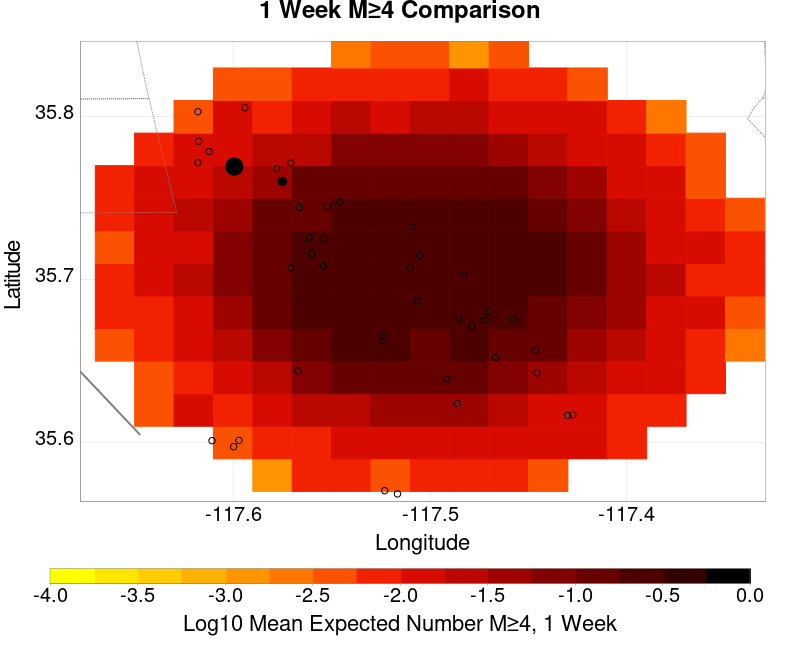 1 Week M≥4 Comparison
35.8
35.7
35.6
Latitude
-117.6 -117.5 -117.4
Longitude
-4.0 -3.5 -3.0 -2.5 -2.0 -1.5 -1.0 -0.5 0.0
Log10 Mean Expected Number M≥4, 1 Week